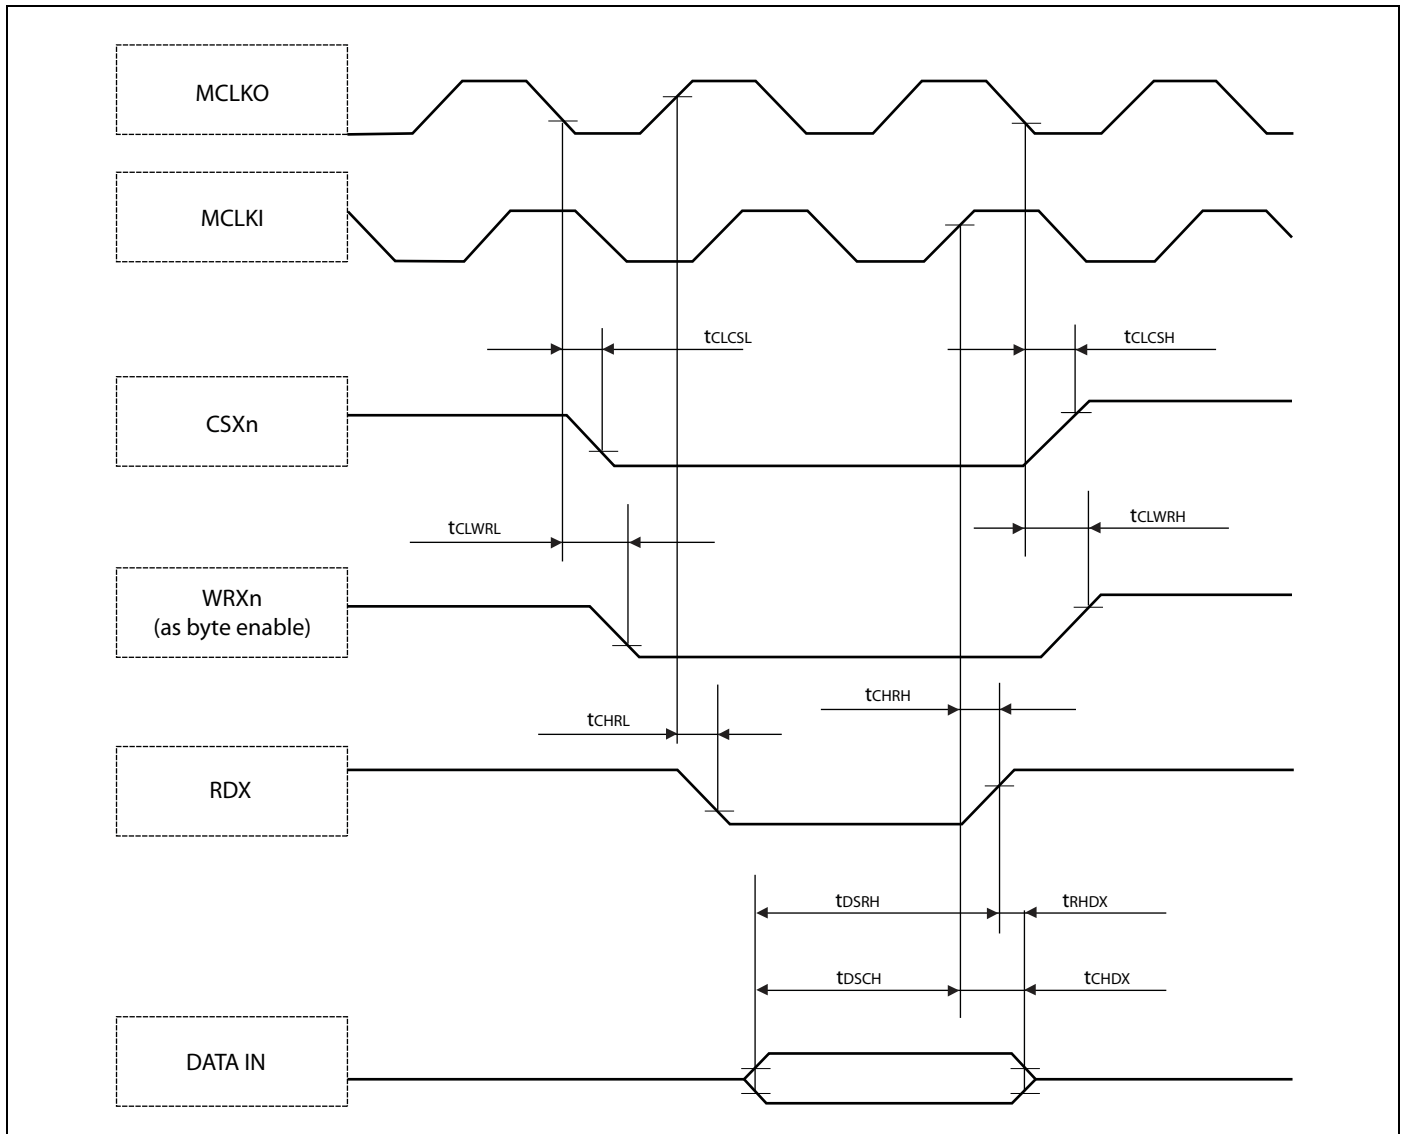 MCLKO
MCLKI
tCLCSL
tCLCSH
CSXn
tCLWRL
tCLWRH
WRXn
(as byte enable)
tCHRH
tCHRL
RDX
tDSRH
tRHDX
tDSCH
tCHDX
DATA IN